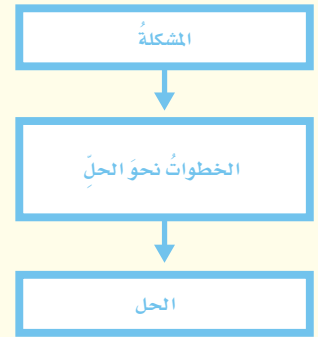 المشكلةُ
الخطواتُ نحوَ الحلِّ
الحل